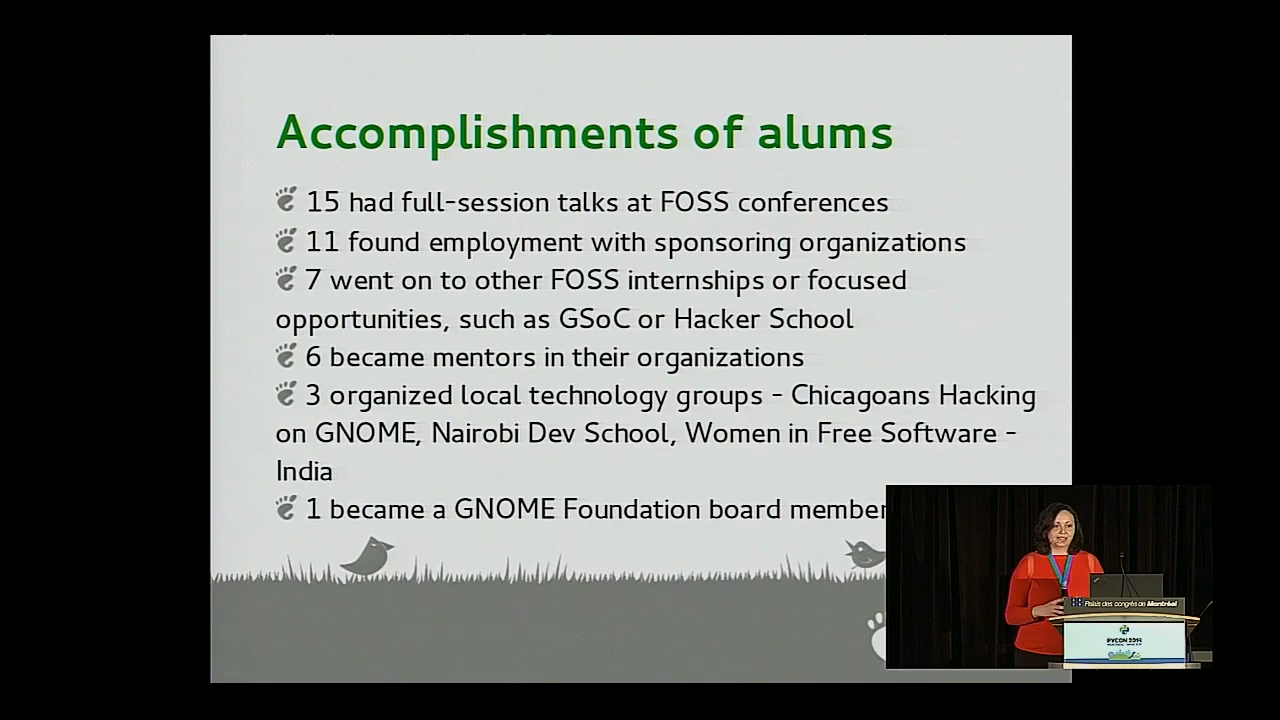 Accomplishments of alums
15 had full-session talks at FOSS conferences
11 found employment with sponsoring organizations
7 went on to other FOSS internships or focused
opportunities, such as GSoC or Hacker School
6 became mentors in their organizations
3 organized local technology groups - Chicagoans Hacking
on GNOME, Nairobi Dev School, Women in Free Software -
India
1 became a GNOME Foundation board member
Palais des congrès de Montréal
PYCON 2014